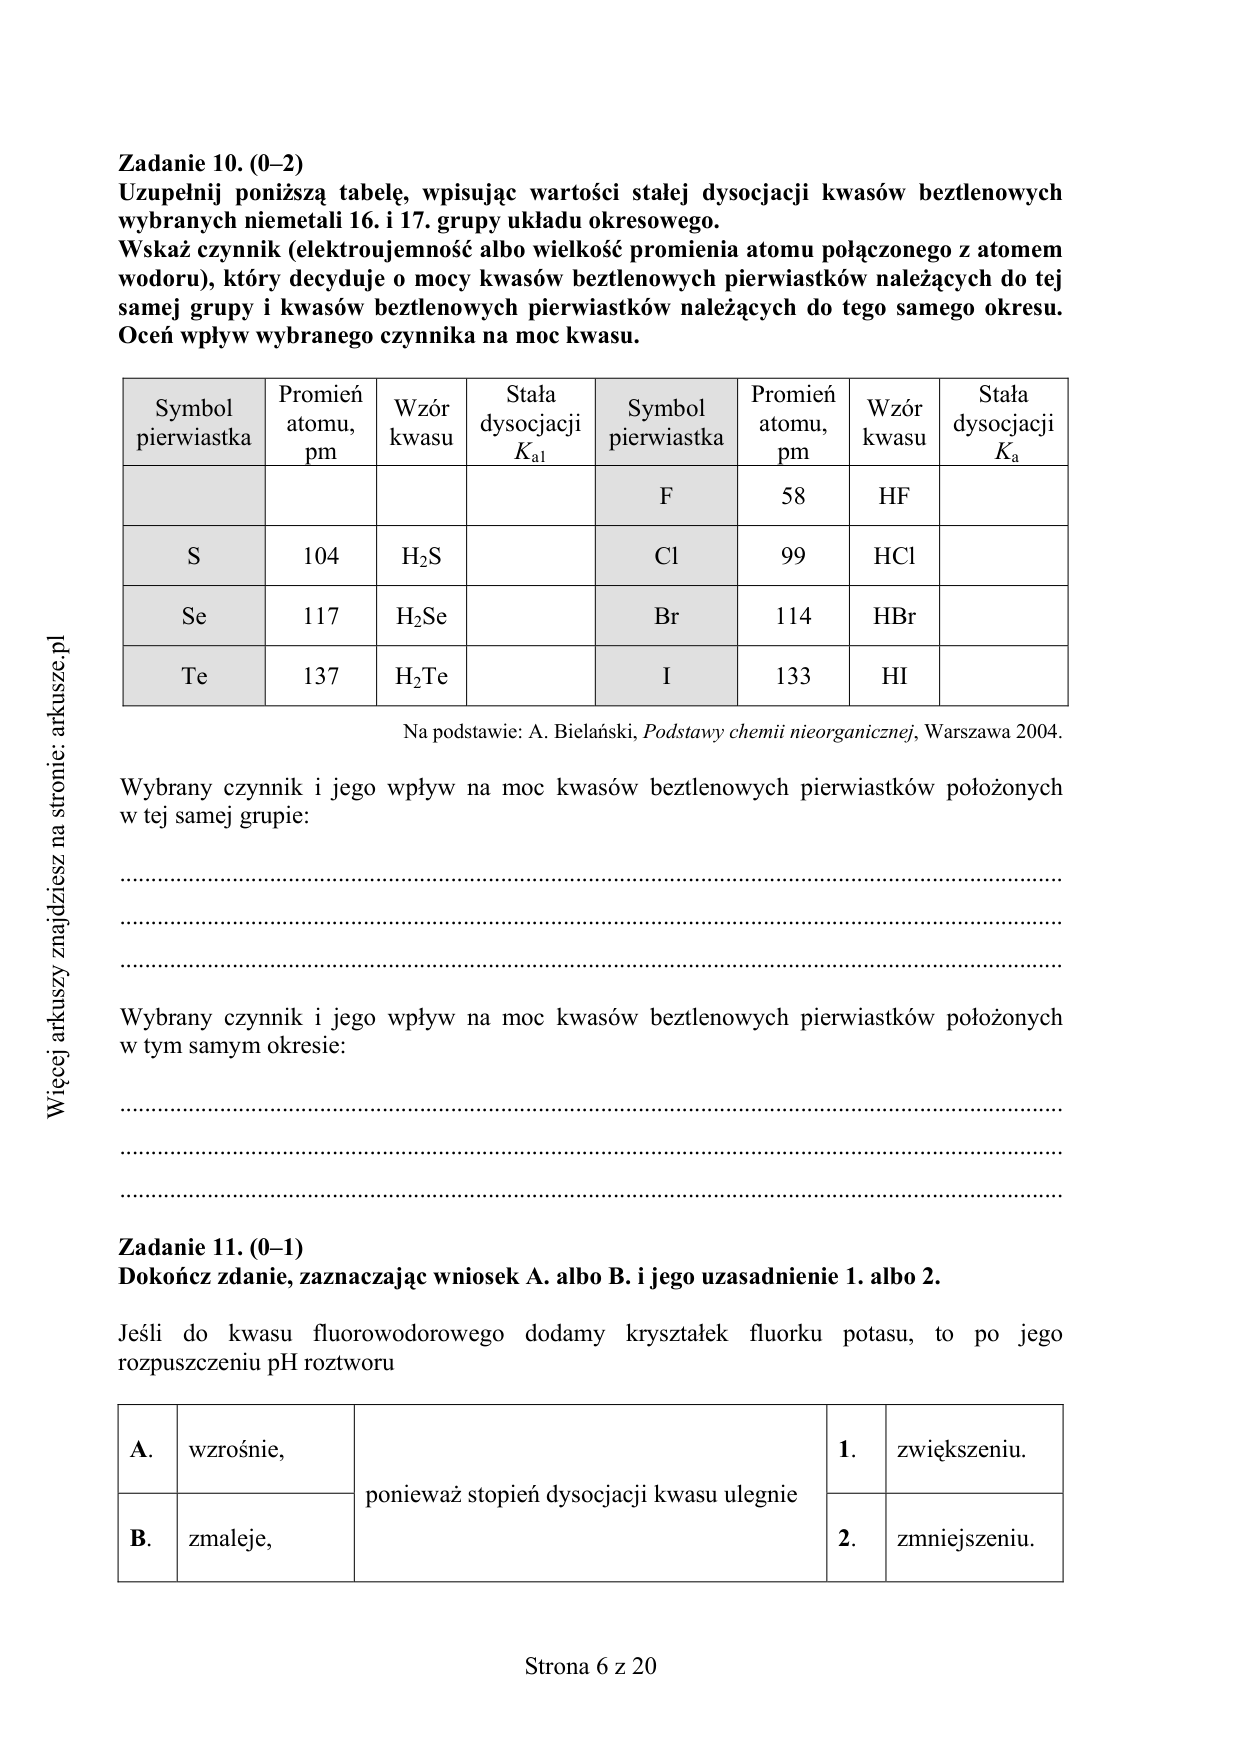 Zadanie 10. (0–2)
Uzupełnij poniższą tabelę, wpisując wartości stałej dysocjacji kwasów beztlenowych
wybranych niemetali 16. i 17. grupy układu okresowego.
Wskaż czynnik (elektroujemność albo wielkość promienia atomu połączonego z atomem
wodoru), który decyduje o mocy kwasów beztlenowych pierwiastków należących do tej
samej grupy i kwasów beztlenowych pierwiastków należących do tego samego okresu.
Oceń wpływ wybranego czynnika na moc kwasu.
Symbol pierwiastka Promień atomu, pm Wzór kwasu Stała dysocjacji Ka1 Symbol pierwiastka Promień atomu, pm Wzór kwasu Stała dysocjacji Ka
F 58 HF
S 104 H2S Cl 99 HCl
Se 117 H2Se Br 114 HBr
Te 137 H2Te I 133 HI
Na podstawie: A. Bielański, Podstawy chemii nieorganicznej, Warszawa 2004.
Wybrany czynnik i jego wpływ na moc kwasów beztlenowych pierwiastków położonych
w tej samej grupie:
Wybrany czynnik i jego wpływ na moc kwasów beztlenowych pierwiastków położonych
w tym samym okresie:
Zadanie 11. (0–1)
Dokończ zdanie, zaznaczając wniosek A. albo B. i jego uzasadnienie 1. albo 2.
Jeśli do kwasu fluorowodorowego dodamy kryształek fluorku potasu, to po jego
rozpuszczeniu pH roztworu
A. wzrośnie, 1. zwiększeniu.
ponieważ stopień dysocjacji kwasu ulegnie
B. zmaleje, 2. zmniejszeniu.
Strona 6 z 20
Więcej arkuszy znajdziesz na stronie: arkusze.pl